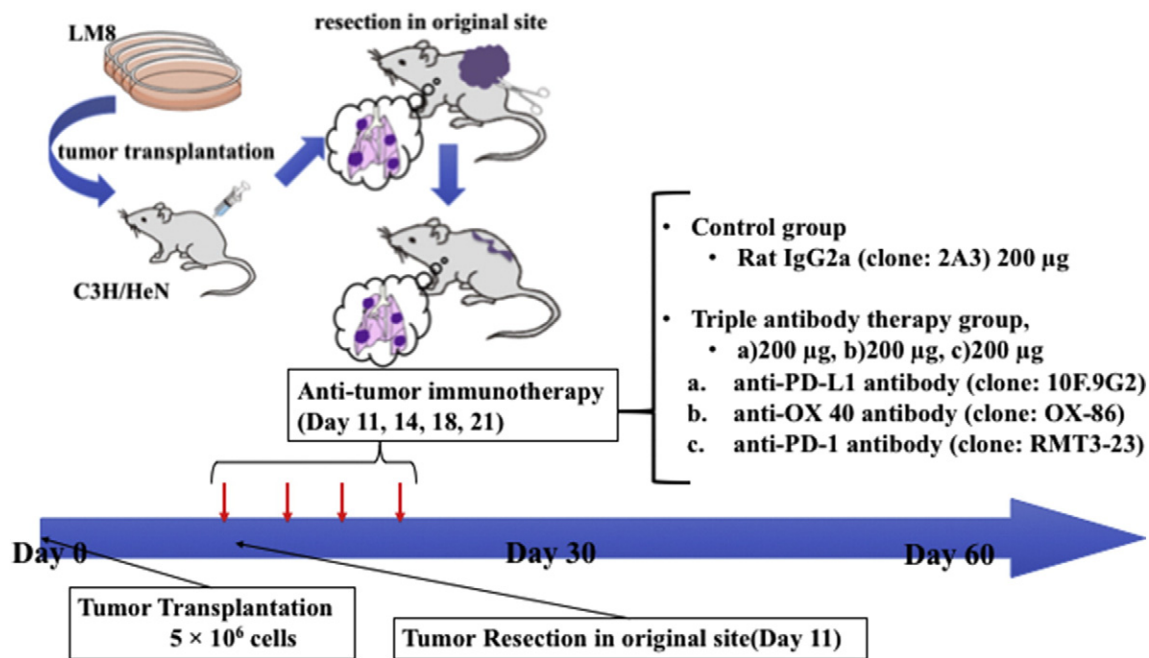 LM8
resection in original site
tumor transplantation
C3H/HeN
Anti-tumor immunotherapy
(Day 11, 14, 18, 21)
• Control group
• Rat IgG2a (clone: 2A3) 200 µg
• Triple antibody therapy group,
• a)200 µg, b)200 µg, c)200 µg
a. anti-PD-L1 antibody (clone: 10F.9G2)
b. anti-OX 40 antibody (clone: OX-86)
c. anti-PD-1 antibody (clone: RMT3-23)
Day 0
Day 30
Day 60
Tumor Transplantation
5 × 10⁶ cells
Tumor Resection in original site(Day 11)